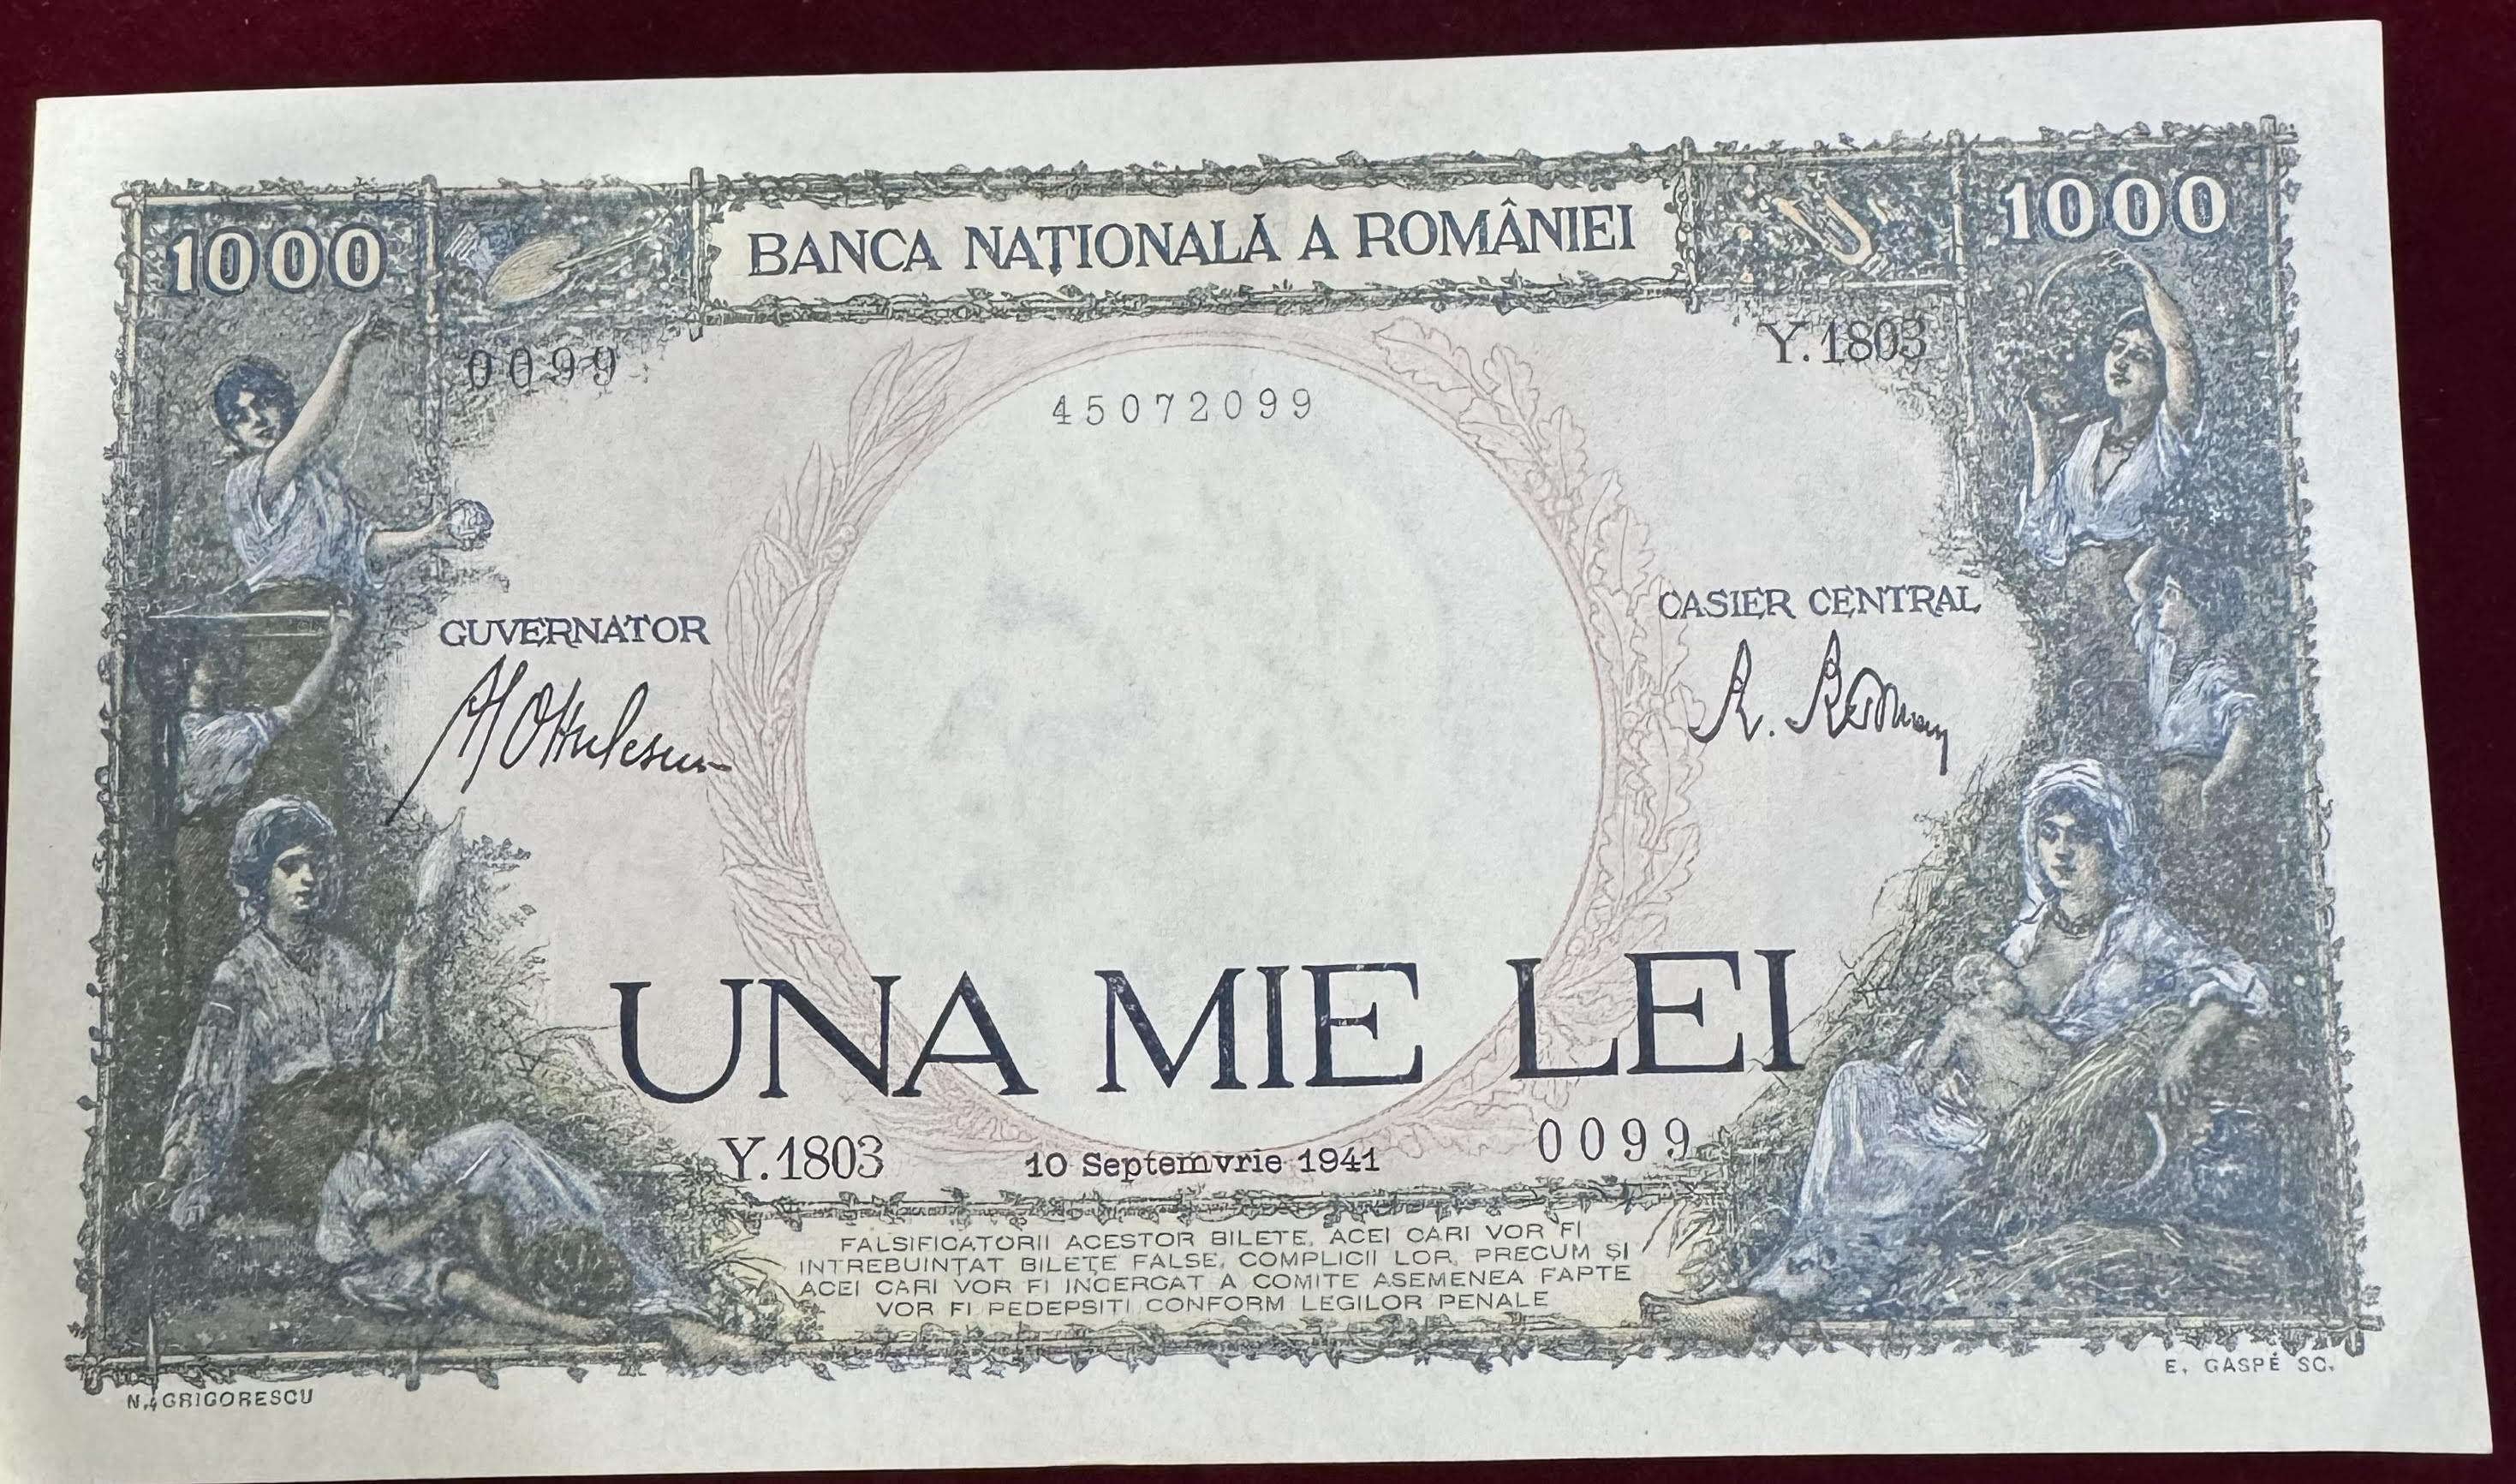 1000
BANCA NAȚIONALĂ A ROMÂNIEI
1000
0099
Y.1803
45072099
GUVERNATOR
CASIER CENTRAL
UNA MIE LEI
Y.1803
10 Septemvrie 1941
0099
FALSIFICATORII ACESTOR BILETE, ACEI CARI VOR FI
INTREBUINȚAT BILETE FALSE, COMPLICII LOR, PRECUM ȘI
ACEI CARI VOR FI INCERCAT A COMITE ASEMENEA FAPTE
VOR FI PEDEPSITI CONFORM LEGILOR PENALE
N. GRIGORESCU
E. GASPÉ SC.